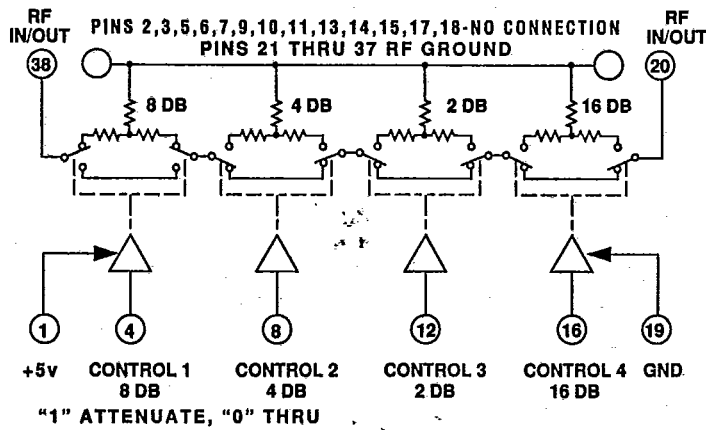 RF IN/OUT
38
PINS 2,3,5,6,7,9,10,11,13,14,15,17,18-NO CONNECTION
PINS 21 THRU 37 RF GROUND
RF IN/OUT
20
8 DB
4 DB
2 DB
16 DB
1
4
8
12
16
19
+5v
CONTROL 1
8 DB
CONTROL 2
4 DB
CONTROL 3
2 DB
CONTROL 4
16 DB
GND
"1" ATTENUATE, "0" THRU